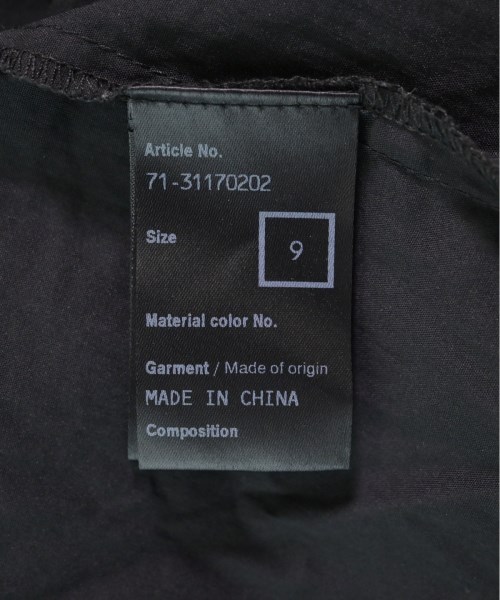 Article No.
71-31170202
Size
9
Material color No.
Garment / Made of origin
MADE IN CHINA
Composition